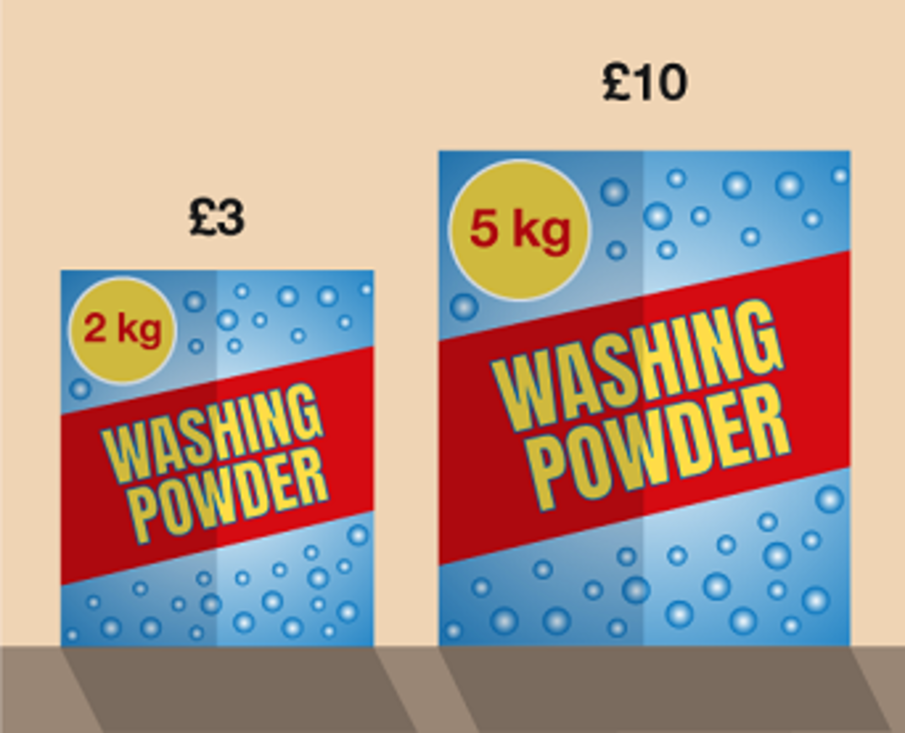 £3
2 kg
WASHING
POWDER
£10
5 kg
WASHING
POWDER